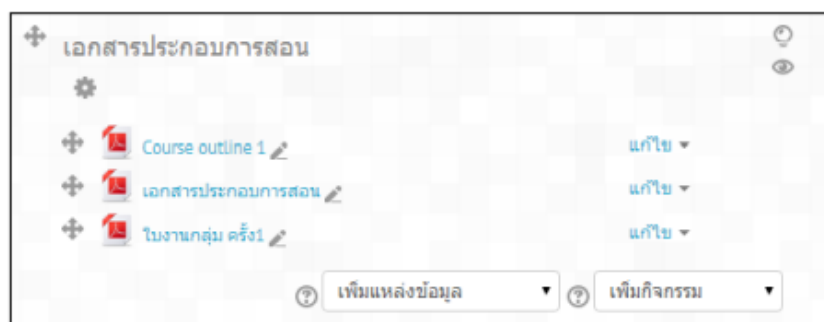 เอกสารประกอบการสอน
Course outline 1 แก้ไข
เอกสารประกอบการสอน แก้ไข
ใบงานกลุ่ม ครั้ง1 แก้ไข
เพิ่มแหล่งข้อมูล เพิ่มกิจกรรม